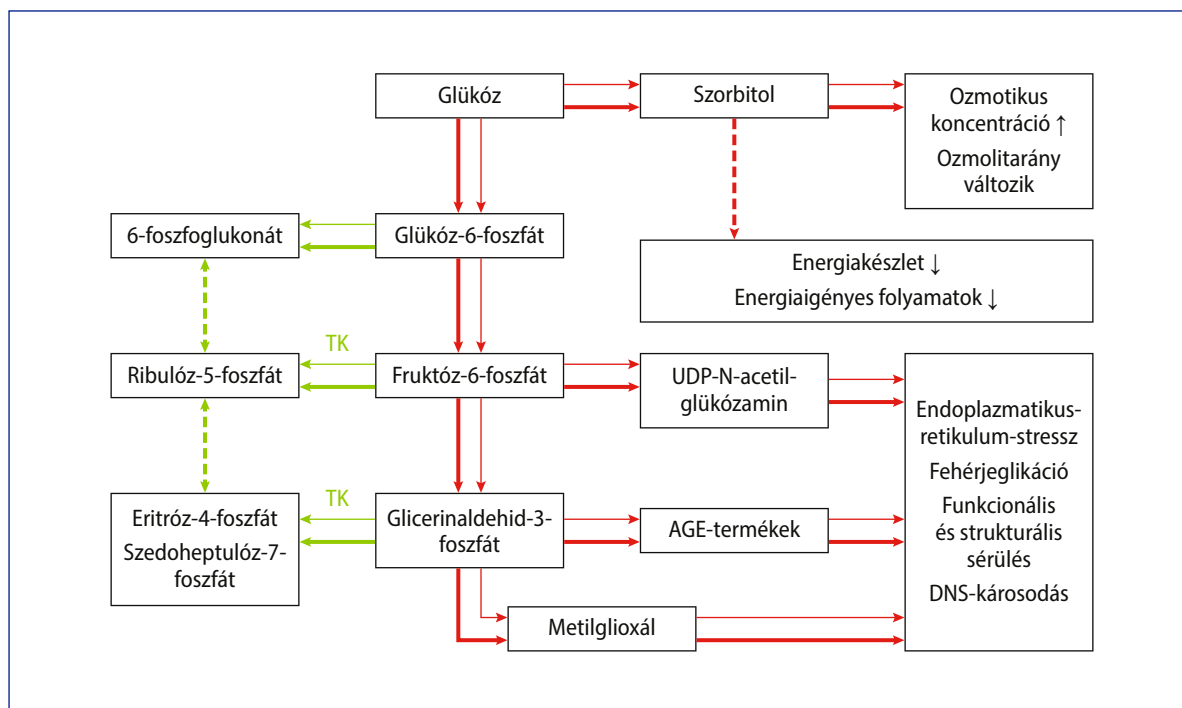 Glükóz
Szorbitol
Ozmotikus
koncentráció ↑
Ozmolitarány
változik
6-foszfoglukonát
Glükóz-6-foszfát
Energiakészlet ↓
Energiaigényes folyamatok ↓
TK
Ribulóz-5-foszfát
Fruktóz-6-foszfát
UDP-N-acetil-
glükózamin
Endoplazmatikus-
retikulum-stressz
Fehérjeglikáció
Funkcionális
és strukturális
sérülés
DNS-károsodás
TK
Eritróz-4-foszfát
Szedoheptulóz-7-
foszfát
Glicerinaldehid-3-
foszfát
AGE-termékek
Metilglioxál